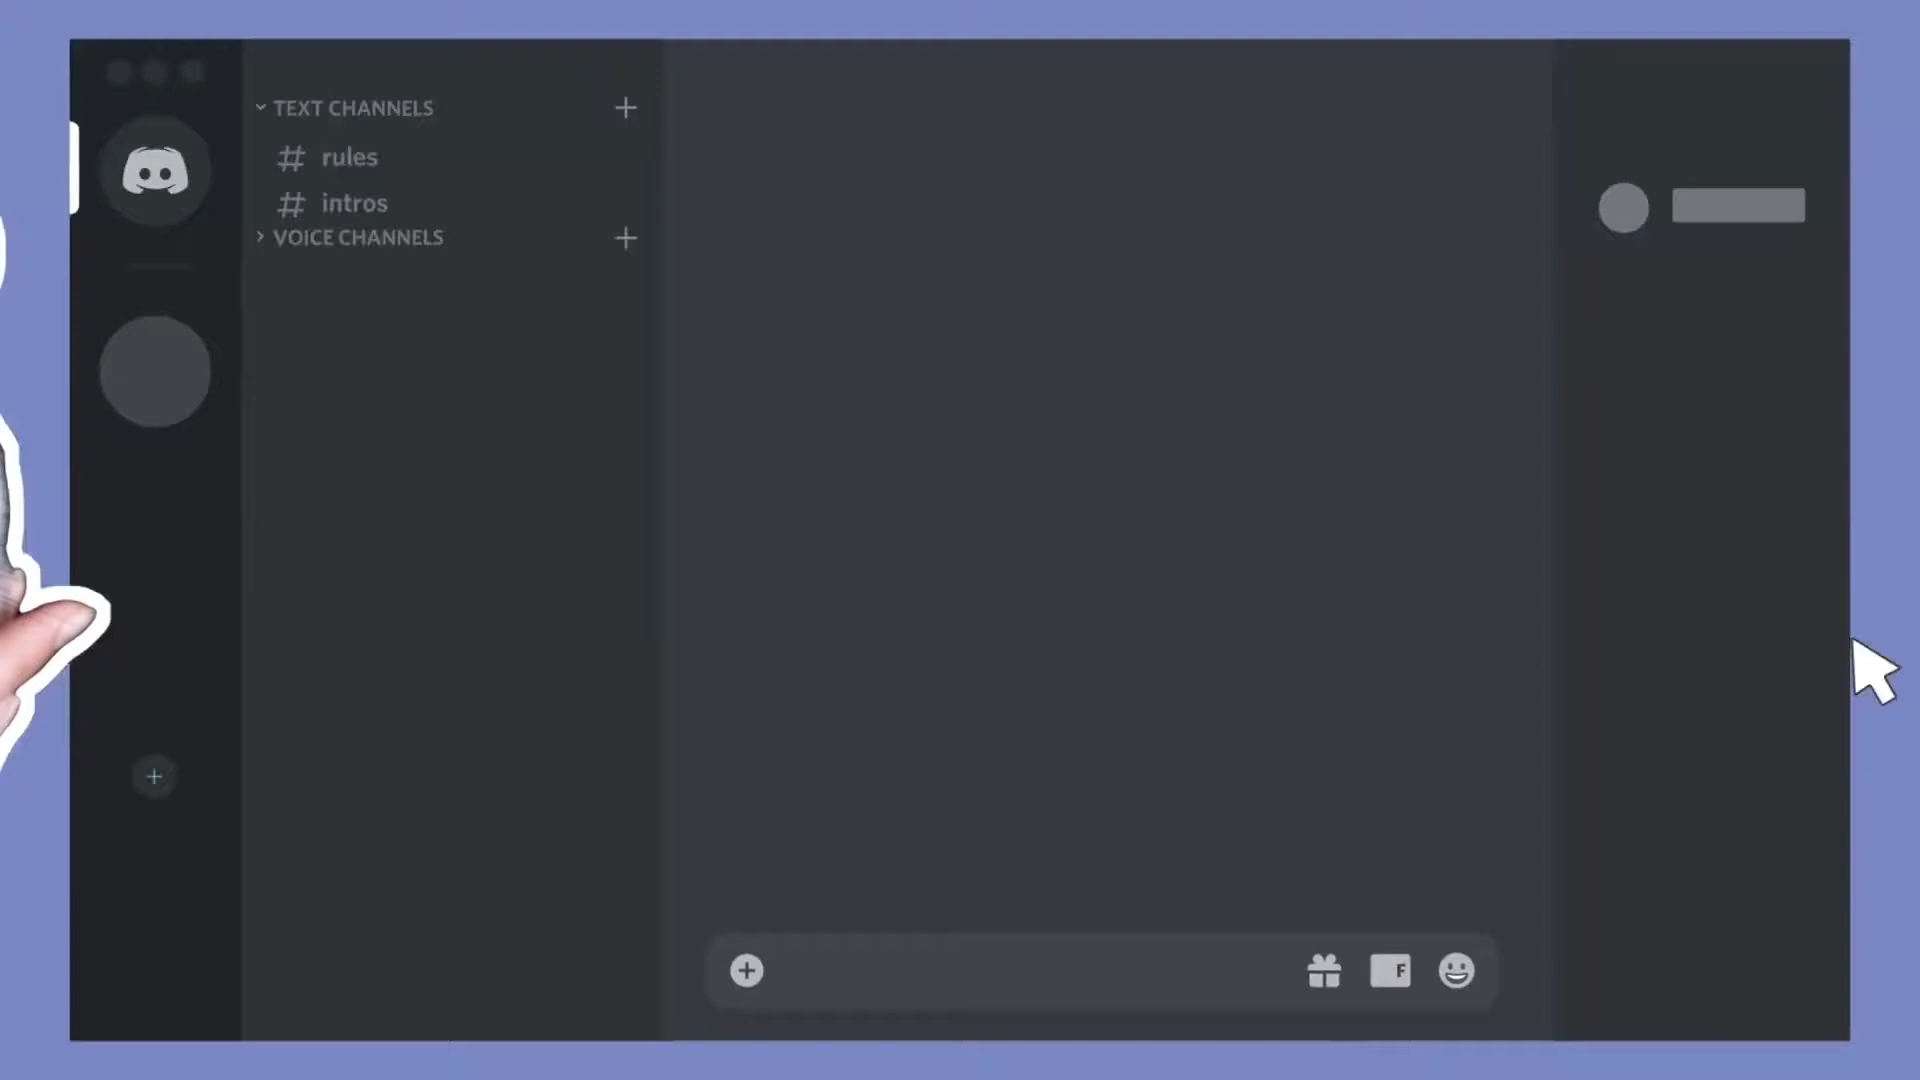 TEXT CHANNELS
# rules
# intros
VOICE CHANNELS
F